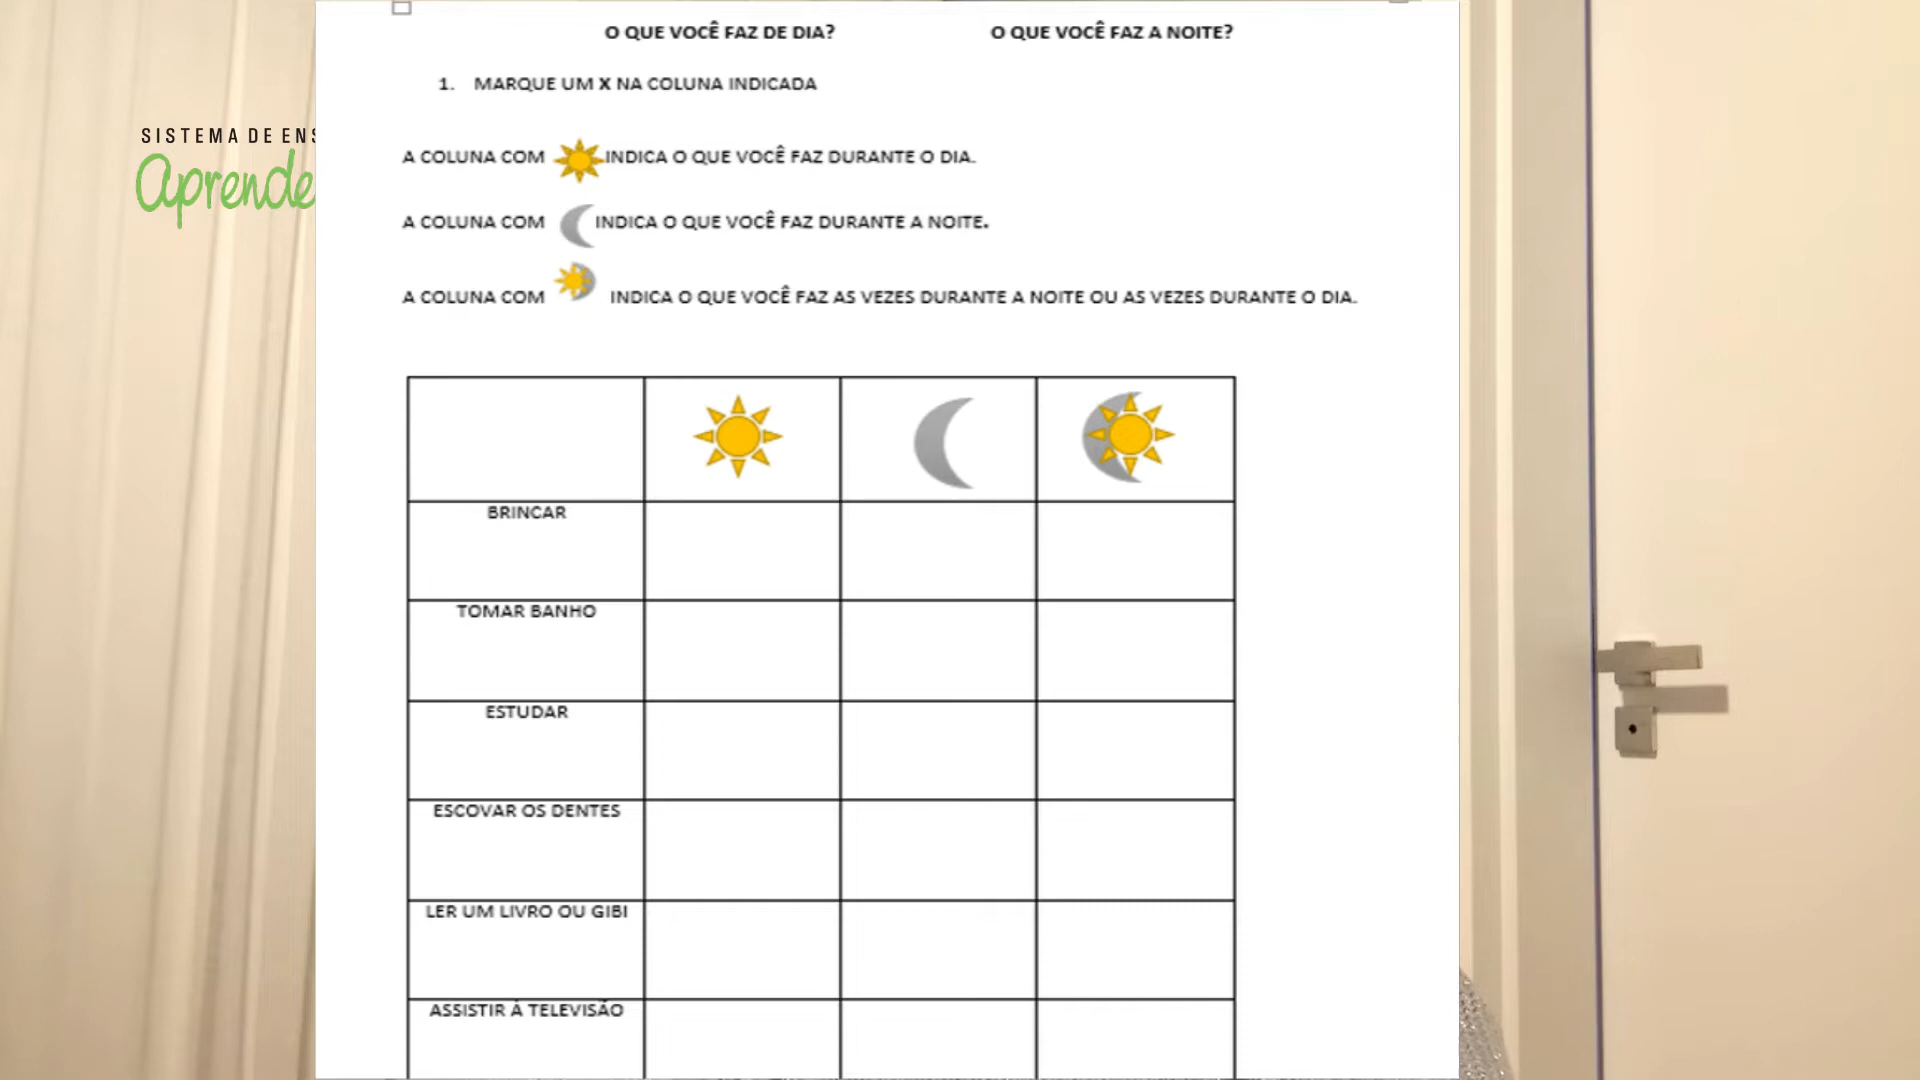 O QUE VOCÊ FAZ DE DIA? O QUE VOCÊ FAZ A NOITE?
1. MARQUE UM X NA COLUNA INDICADA
SISTEMA DE ENS
aprende
A COLUNA COM INDICA O QUE VOCÊ FAZ DURANTE O DIA.
A COLUNA COM INDICA O QUE VOCÊ FAZ DURANTE A NOITE.
A COLUNA COM INDICA O QUE VOCÊ FAZ AS VEZES DURANTE A NOITE OU AS VEZES DURANTE O DIA.
BRINCAR
TOMAR BANHO
ESTUDAR
ESCOVAR OS DENTES
LER UM LIVRO OU GIBI
ASSISTIR À TELEVISÃO